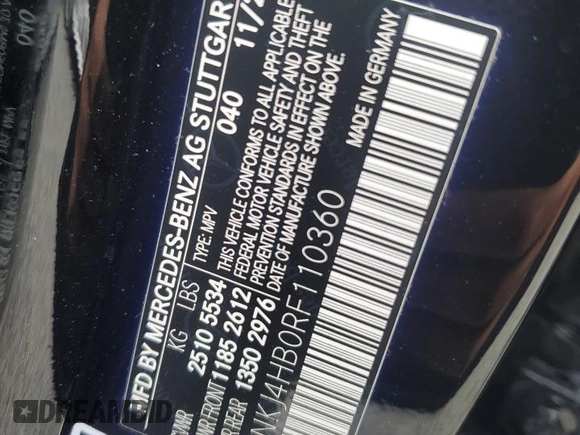 MFD BY MERCEDES-BENZ AG STUTTGAR
KG LBS TYPE: MPV 040 11/2
2510 5534
FRONT 1185 2612
REAR 1350 2976
THIS VEHICLE CONFORMS TO ALL APPLICABLE
FEDERAL MOTOR VEHICLE SAFETY AND THEFT
PREVENTION STANDARDS IN EFFECT ON THE
DATE OF MANUFACTURE SHOWN ABOVE.
MADE IN GERMANY
NKJ4HB0RF110360
DREAMBID